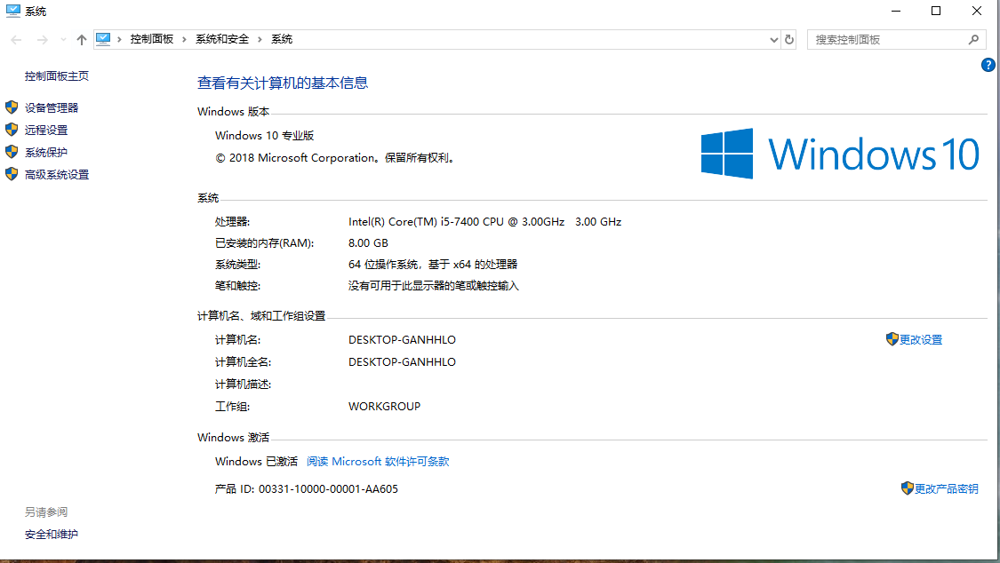 系统
控制面板 系统和安全 系统
搜索控制面板
?
控制面板主页
设备管理器
远程设置
系统保护
高级系统设置
查看有关计算机的基本信息
Windows 版本
Windows 10 专业版
© 2018 Microsoft Corporation。保留所有权利。
Windows 10
系统
处理器: Intel(R) Core(TM) i5-7400 CPU @ 3.00GHz 3.00 GHz
已安装的内存(RAM): 8.00 GB
系统类型: 64 位操作系统，基于 x64 的处理器
笔和触控: 没有可用于此显示器的笔或触控输入
计算机名、域和工作组设置
计算机名: DESKTOP-GANHHLO 更改设置
计算机全名: DESKTOP-GANHHLO
计算机描述:
工作组: WORKGROUP
Windows 激活
Windows 已激活 阅读 Microsoft 软件许可条款
产品 ID: 00331-10000-00001-AA605 更改产品密钥
另请参阅
安全和维护